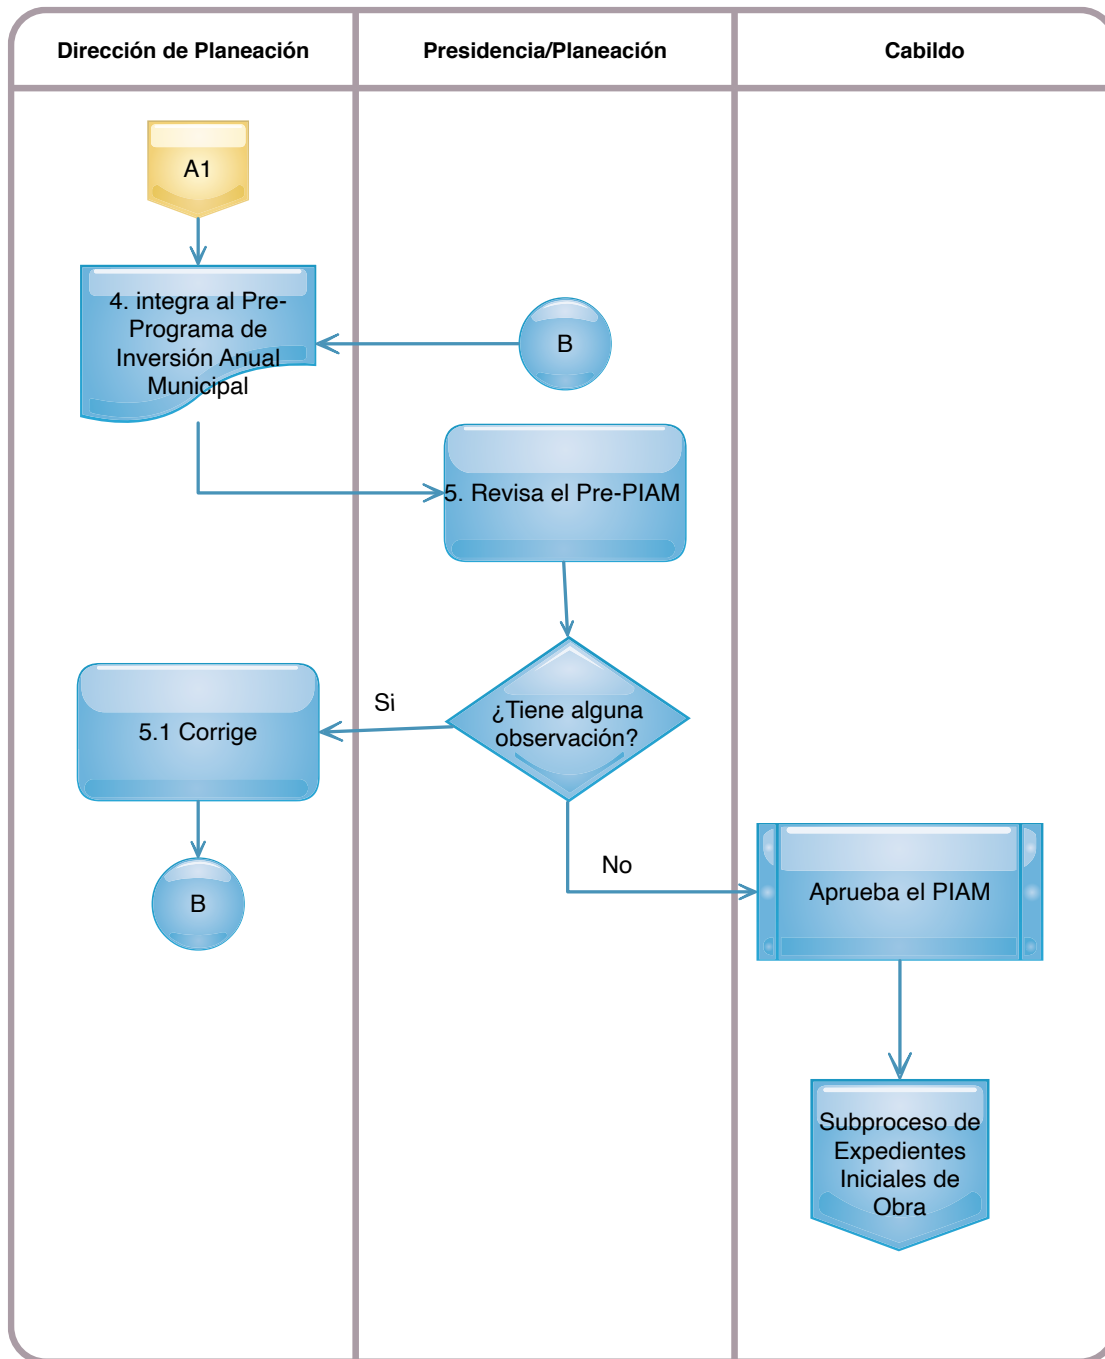 Dirección de Planeación
Presidencia/Planeación
Cabildo
A1
4. integra al Pre-
Programa de
Inversión Anual
Municipal
B
5. Revisa el Pre-PIAM
¿Tiene alguna
observación?
Si
5.1 Corrige
B
No
Aprueba el PIAM
Subproceso de
Expedientes
Iniciales de
Obra